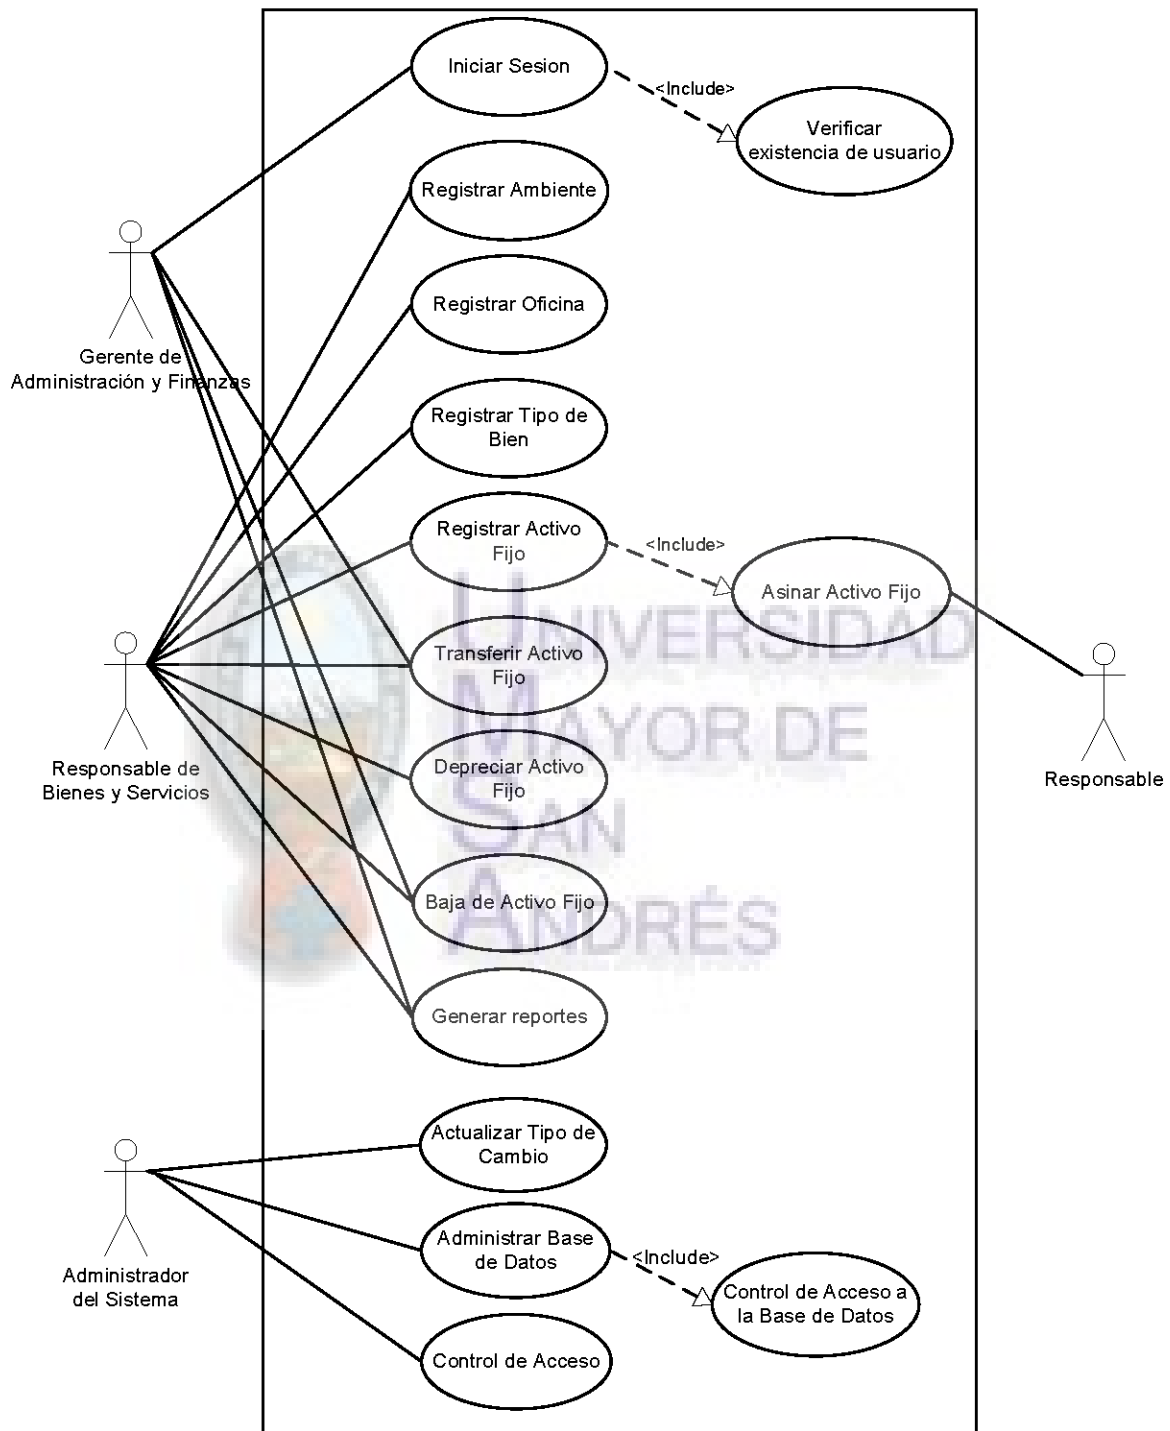 Iniciar Sesion
<Include>
Verificar
existencia de usuario
Registrar Ambiente
Registrar Oficina
Gerente de
Administración y Finanzas
Registrar Tipo de
Bien
Registrar Activo
Fijo
<Include>
Asinar Activo Fijo
UNIVERSIDAD
MAYOR DE
SAN
ANDRÉS
Transferir Activo
Fijo
Responsable de
Bienes y Servicios
Depreciar Activo
Fijo
Responsable
Baja de Activo Fijo
Generar reportes
Actualizar Tipo de
Cambio
Administrar Base
de Datos
<Include>
Control de Acceso a
la Base de Datos
Administrador
del Sistema
Control de Acceso